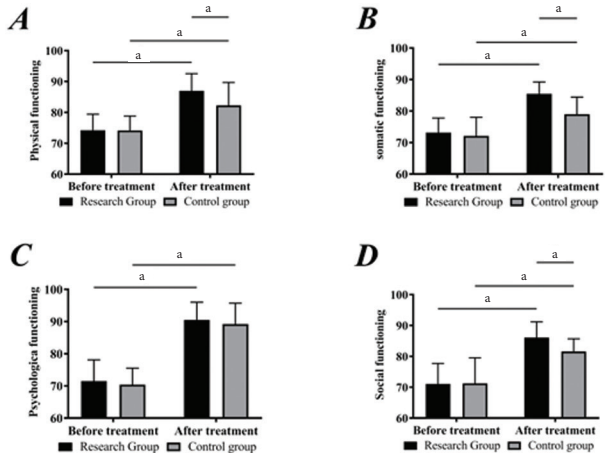 A
a
a
a
Physical functioning
100
90
80
70
60
Before treatment After treatment
Research Group Control group
B
a
a
a
somatic functioning
100
90
80
70
60
Before treatment After treatment
Research Group Control group
C
a
a
Psychologica functioning
100
90
80
70
60
Before treatment After treatment
Research Group Control group
D
a
a
a
Social functioning
100
90
80
70
60
Before treatment After treatment
Research Group Control group